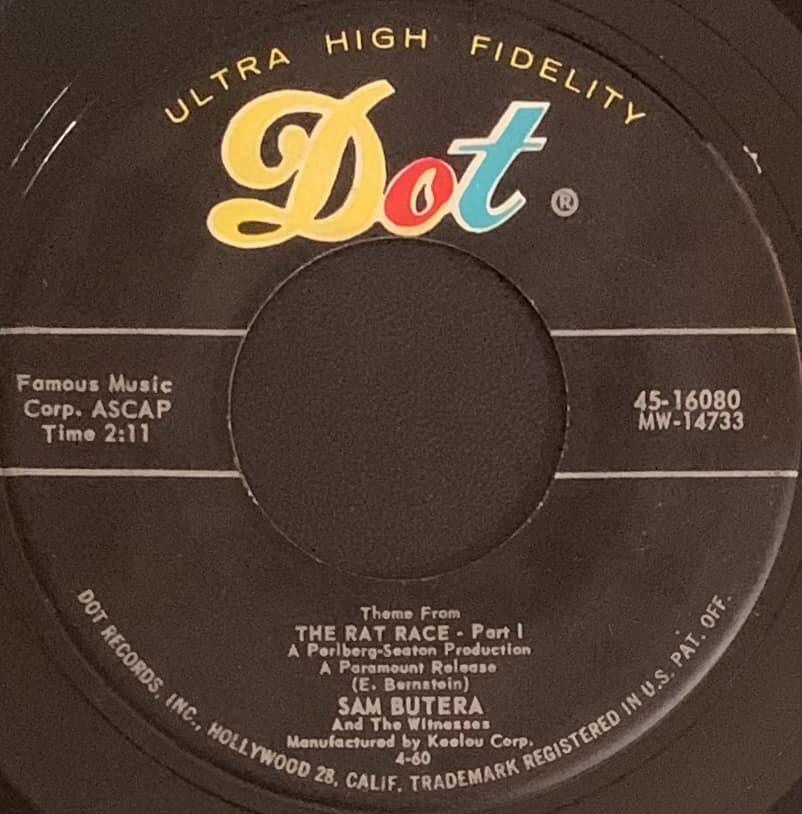 ULTRA HIGH FIDELITY
Dot ®
Famous Music
Corp. ASCAP
Time 2:11
45-16080
MW-14733
Theme From
THE RAT RACE - Part I
A Perlberg-Seaton Production
A Paramount Release
(E. Bernstein)
SAM BUTERA
And The Witnesses
Manufactured by Keelou Corp.
4-60
DOT RECORDS, INC., HOLLYWOOD 28, CALIF. TRADEMARK REGISTERED IN U.S. PAT. OFF.